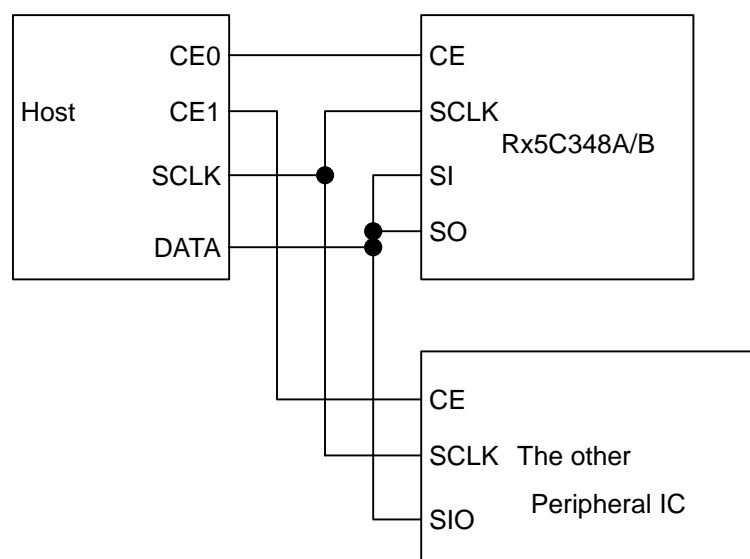 CE0
CE1
Host
SCLK
DATA
CE
SCLK
Rx5C348A/B
SI
SO
CE
SCLK The other
Peripheral IC
SIO